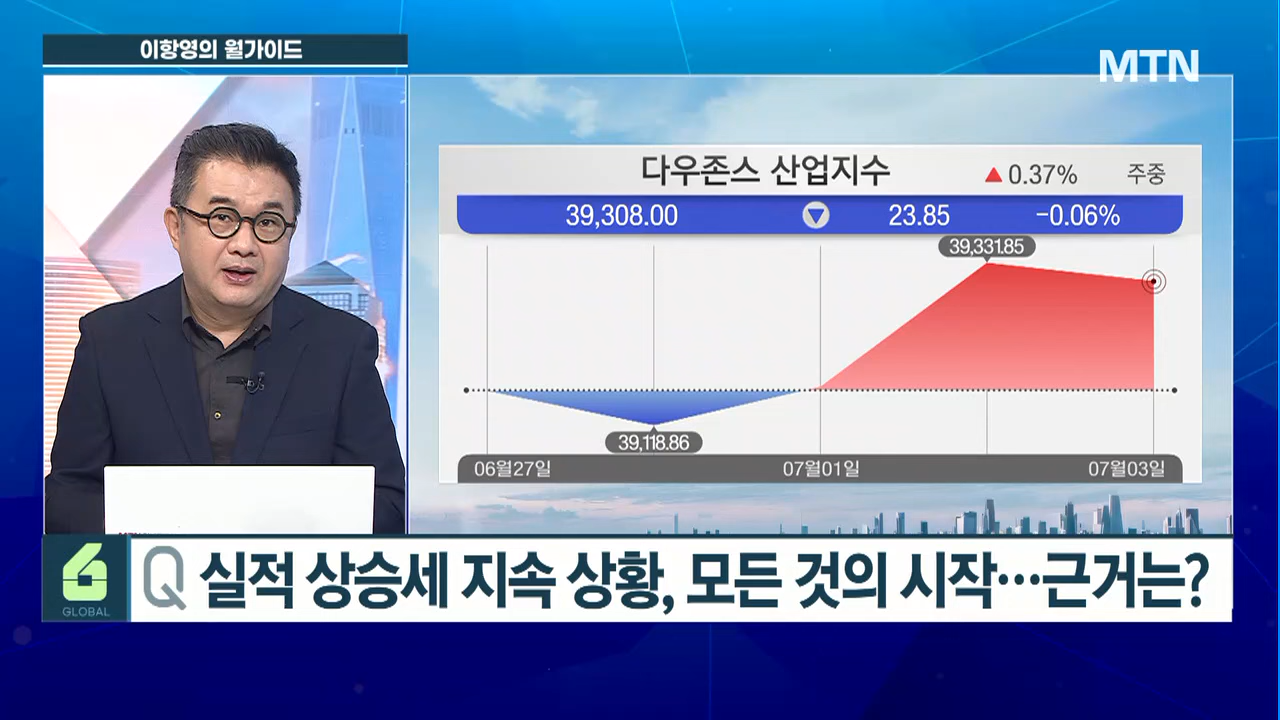 이항영의 월가이드
MTN
다우존스 산업지수 ▲ 0.37% 주중
39,308.00 ▽ 23.85 -0.06%
39,331.85
39,118.86
06월27일 07월01일 07월03일
6 GLOBAL
Q 실적 상승세 지속 상황, 모든 것의 시작…근거는?